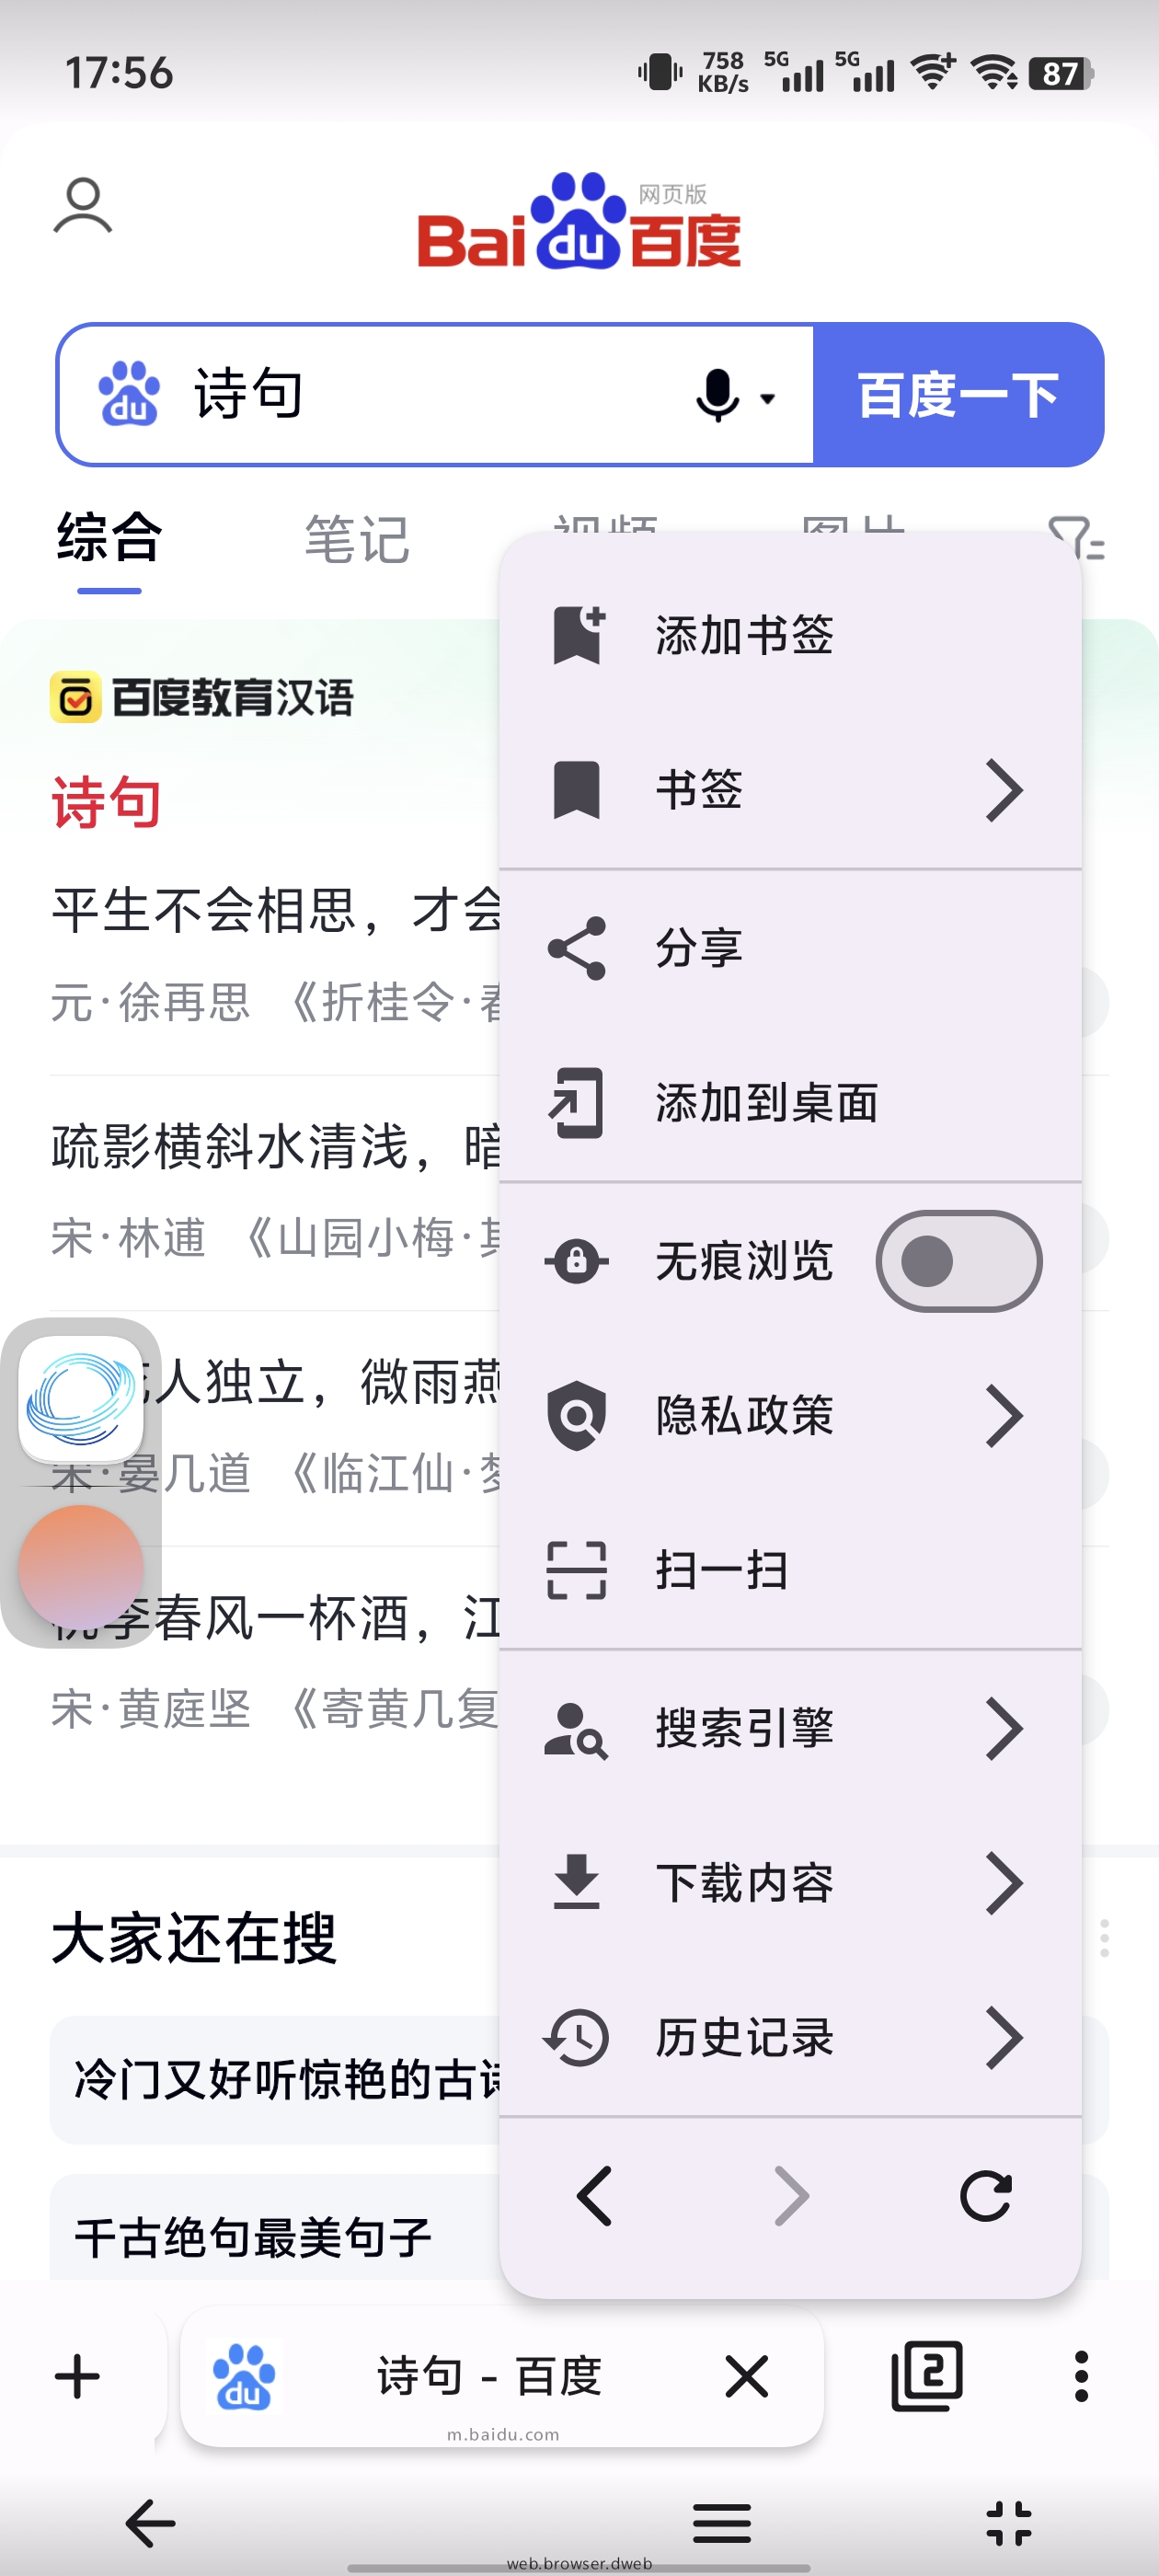 17:56
758
KB/s
5G
5G
87
网页版
Bai du 百度
du
诗句
百度一下
综合
笔记
视频
图片
百度教育汉语
诗句
平生不会相思，才会
元·徐再思 《折桂令·春
疏影横斜水清浅，暗
宋·林逋 《山园小梅·其
人独立，微雨燕
宋·晏几道 《临江仙·梦
桃李春风一杯酒，江
宋·黄庭坚 《寄黄几复
大家还在搜
冷门又好听惊艳的古诗
千古绝句最美句子
添加书签
书签
分享
添加到桌面
无痕浏览
隐私政策
扫一扫
搜索引擎
下载内容
历史记录
du
诗句 - 百度
m.baidu.com
2
web.browser.dweb